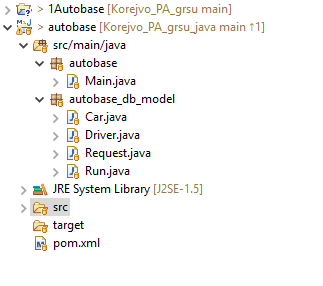 1Autobase [Korejvo_PA_grsu main]
autobase [Korejvo_PA_grsu_java main ↑1]
src/main/java
autobase
Main.java
autobase_db_model
Car.java
Driver.java
Request.java
Run.java
JRE System Library [J2SE-1.5]
src
target
pom.xml